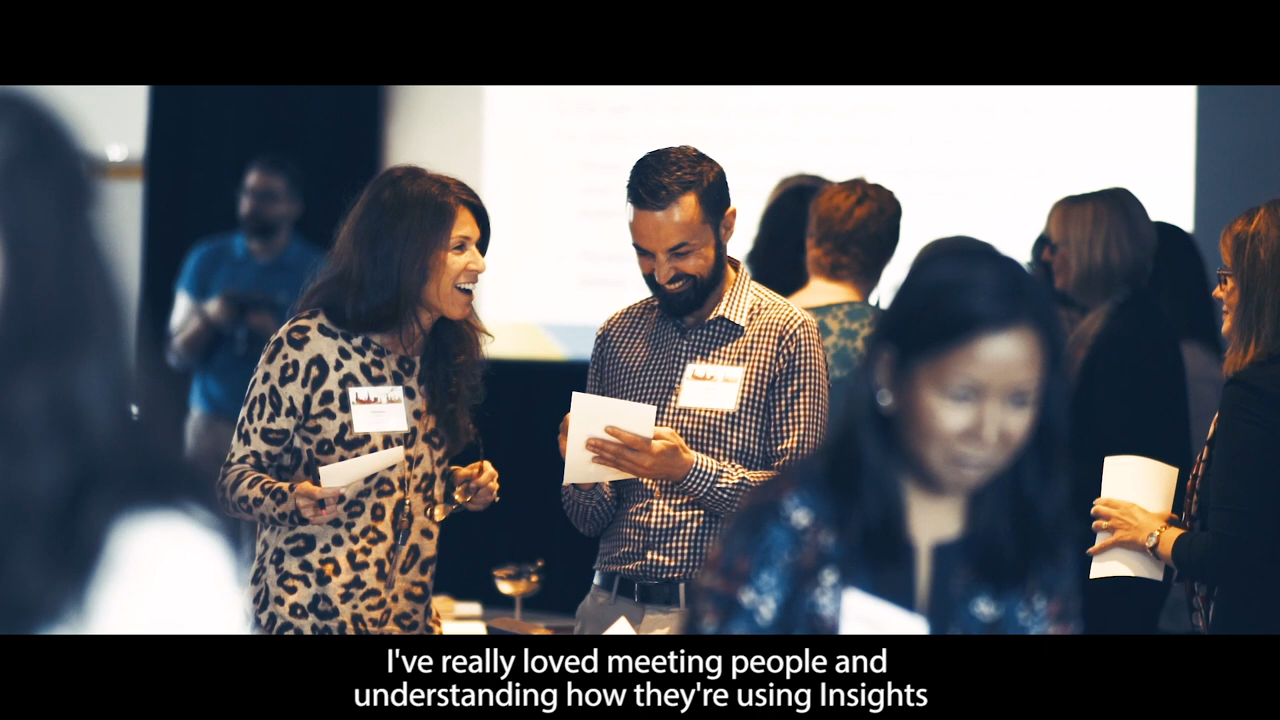 I've really loved meeting people and
understanding how they're using Insights